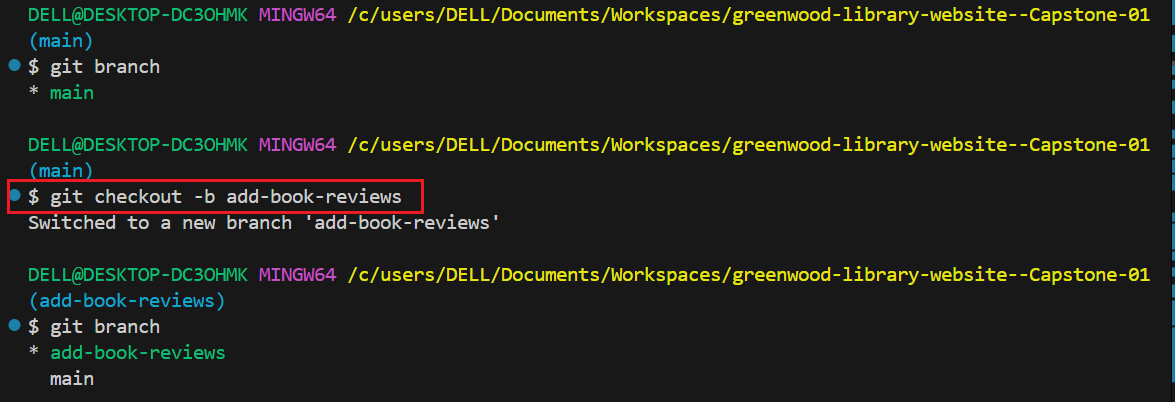 DELL@DESKTOP-DC3OHMK MINGW64 /c/users/DELL/Documents/Workspaces/greenwood-library-website--Capstone-01
(main)
$ git branch
* main
DELL@DESKTOP-DC3OHMK MINGW64 /c/users/DELL/Documents/Workspaces/greenwood-library-website--Capstone-01
(main)
$ git checkout -b add-book-reviews
Switched to a new branch 'add-book-reviews'
DELL@DESKTOP-DC3OHMK MINGW64 /c/users/DELL/Documents/Workspaces/greenwood-library-website--Capstone-01
(add-book-reviews)
$ git branch
* add-book-reviews
main